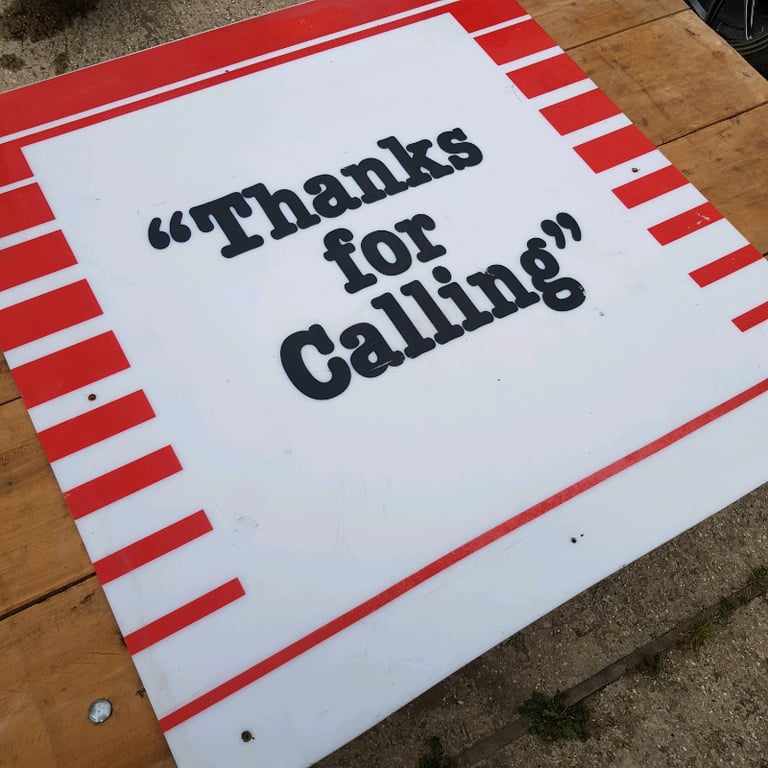 “Thanks
for
Calling”